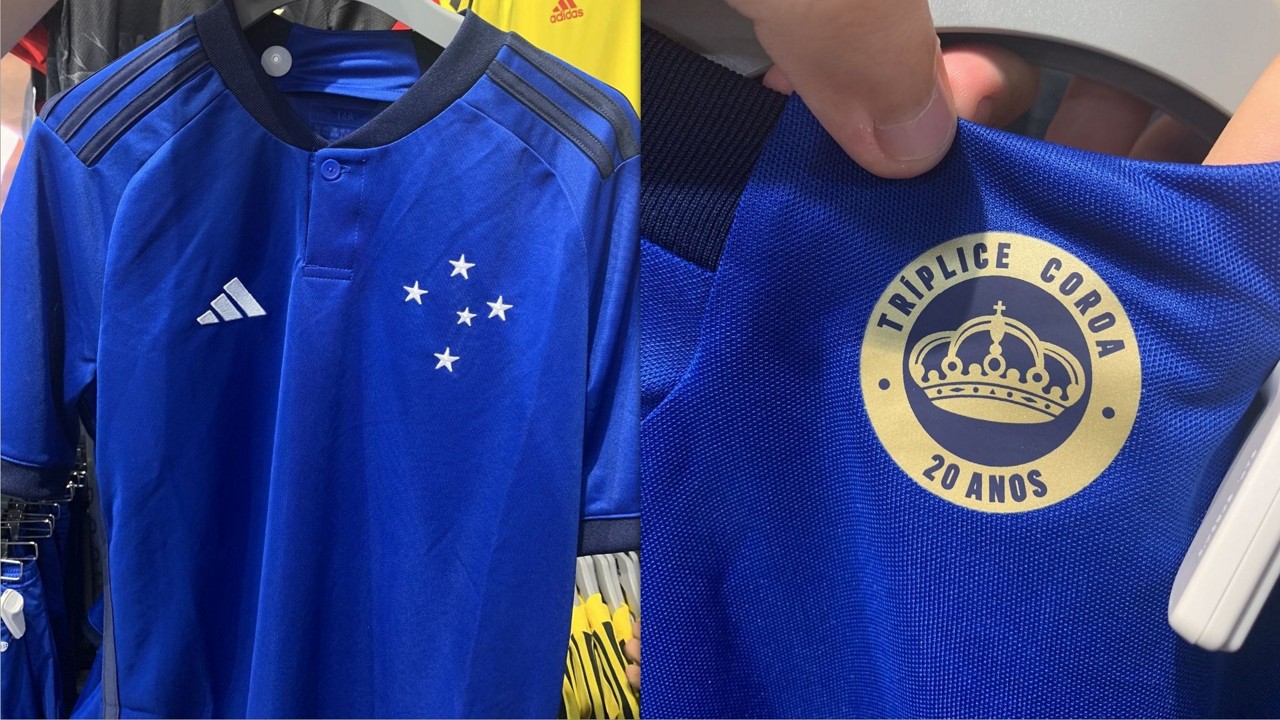 adidas
TRÍPLICE COROA
20 ANOS